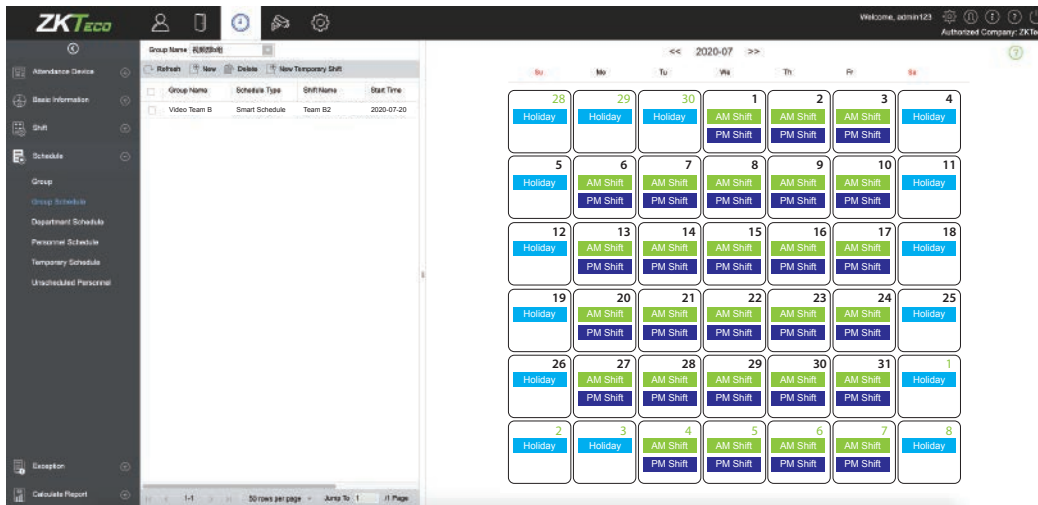 ZKTeco
Welcome, admin123
Authorized Company: ZKTe
Attendance Device
Basic Information
Shift
Schedule
Group
Group Schedule
Department Schedule
Personnel Schedule
Temporary Schedule
Unscheduled Personnel
Exception
Calculate Report
Group Name
Refresh New Delete New Temporary Shift
Group Name Schedule Type Shift Name Start Time
Video Team B Smart Schedule Team B2 2020-07-20
1-1 50 rows per page Jump To 1 /1 Page
<< 2020-07 >>
Su Mo Tu We Th Fr Sa
28 29 30 1 2 3 4
Holiday Holiday Holiday AM Shift AM Shift AM Shift Holiday
PM Shift PM Shift PM Shift
5 6 7 8 9 10 11
Holiday AM Shift AM Shift AM Shift AM Shift AM Shift Holiday
PM Shift PM Shift PM Shift PM Shift PM Shift
12 13 14 15 16 17 18
Holiday AM Shift AM Shift AM Shift AM Shift AM Shift Holiday
PM Shift PM Shift PM Shift PM Shift PM Shift
19 20 21 22 23 24 25
Holiday AM Shift AM Shift AM Shift AM Shift AM Shift Holiday
PM Shift PM Shift PM Shift PM Shift PM Shift
26 27 28 29 30 31 1
Holiday AM Shift AM Shift AM Shift AM Shift AM Shift Holiday
PM Shift PM Shift PM Shift PM Shift PM Shift
2 3 4 5 6 7 8
Holiday Holiday AM Shift AM Shift AM Shift AM Shift Holiday
PM Shift PM Shift PM Shift PM Shift